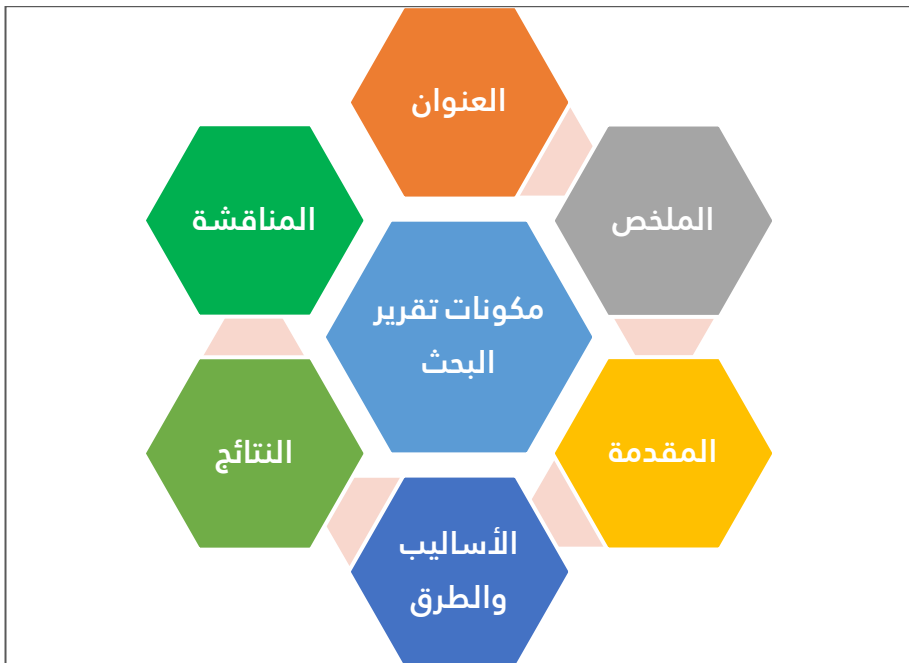 العنوان
الملخص
المقدمة
الأساليب
والطرق
النتائج
المناقشة
مكونات تقرير
البحث